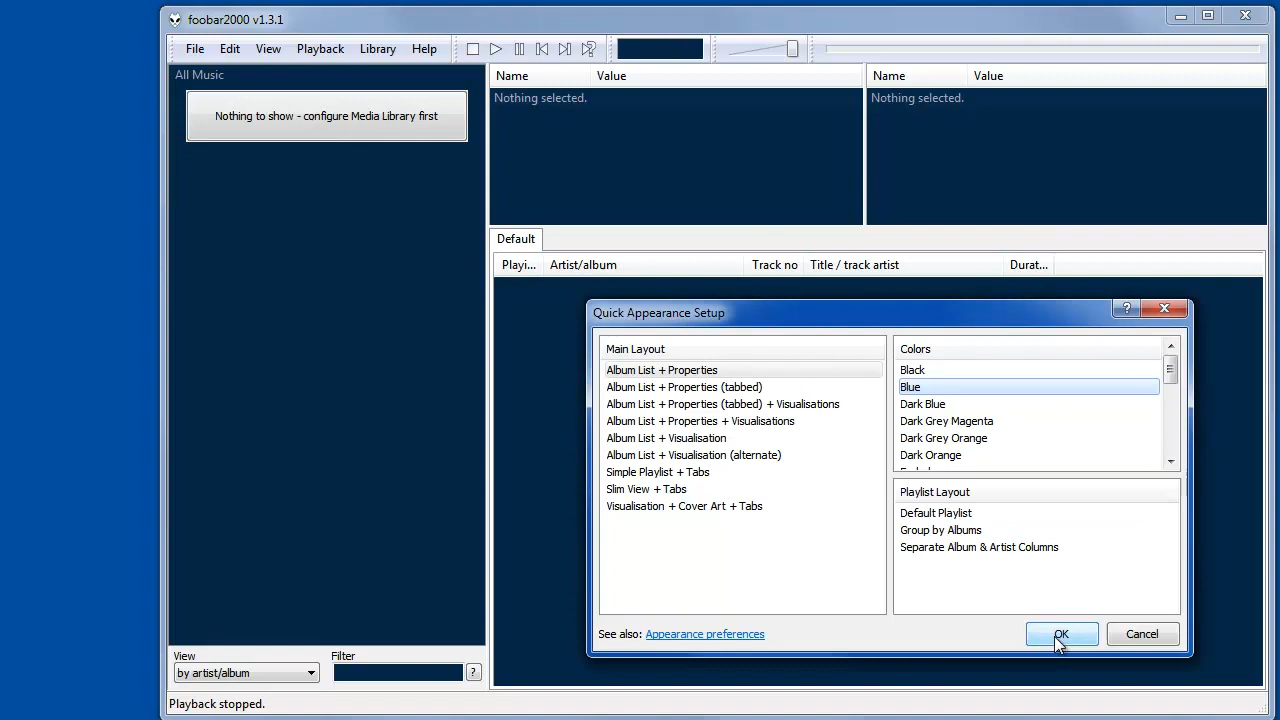 foobar2000 v1.3.1
File Edit View Playback Library Help
All Music
Nothing to show - configure Media Library first
Name Value
Nothing selected.
Name Value
Nothing selected.
Default
Playi... Artist/album Track no Title / track artist Durat...
Quick Appearance Setup
Main Layout
Album List + Properties
Album List + Properties (tabbed)
Album List + Properties (tabbed) + Visualisations
Album List + Properties + Visualisations
Album List + Visualisation
Album List + Visualisation (alternate)
Simple Playlist + Tabs
Slim View + Tabs
Visualisation + Cover Art + Tabs
Colors
Black
Blue
Dark Blue
Dark Grey Magenta
Dark Grey Orange
Dark Orange
Playlist Layout
Default Playlist
Group by Albums
Separate Album & Artist Columns
See also: Appearance preferences
OK Cancel
View
by artist/album
Filter
?
Playback stopped.